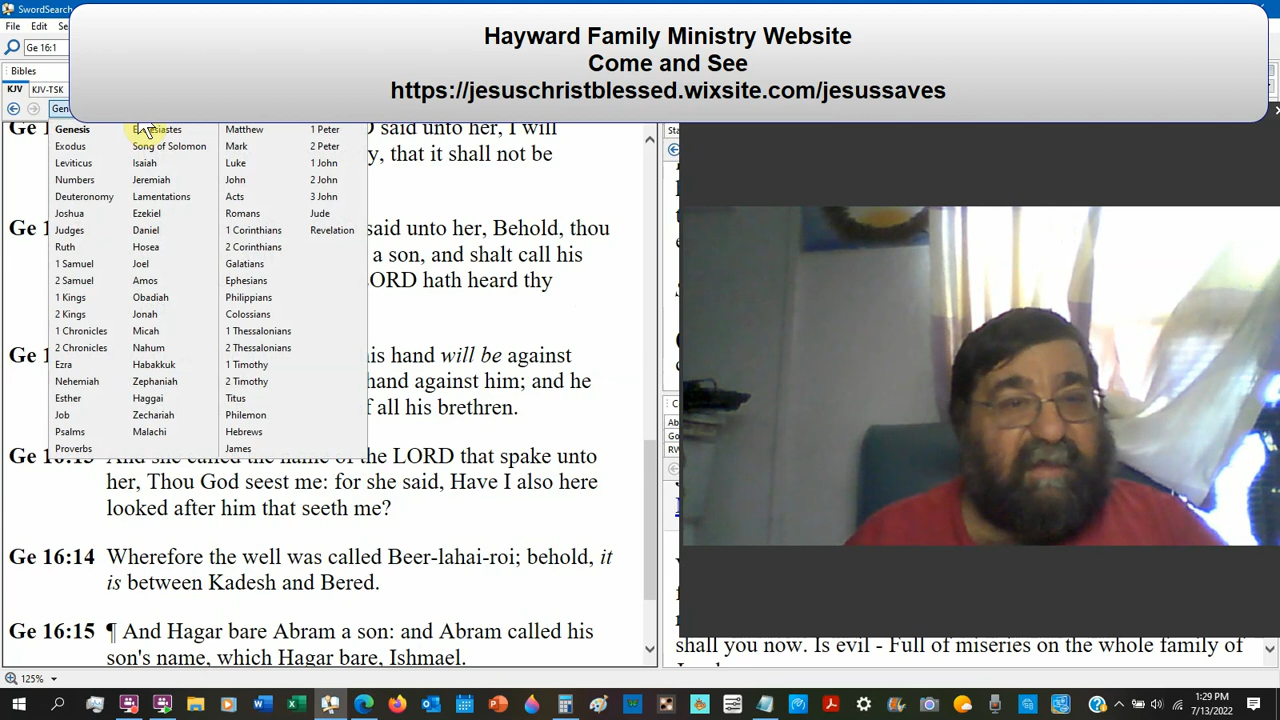 SwordSearch
Hayward Family Ministry Website
Come and See
https://jesuschristblessed.wixsite.com/jesussaves
File Edit
Ge 16:1
Bibles
KJV KJV-TSK
said unto her, I will
y, that it shall not be
Genesis
Exodus
Leviticus
Numbers
Deuteronomy
Joshua
Judges
Ruth
1 Samuel
2 Samuel
1 Kings
2 Kings
1 Chronicles
2 Chronicles
Ezra
Nehemiah
Esther
Job
Psalms
Proverbs
Ecclesiastes
Song of Solomon
Isaiah
Jeremiah
Lamentations
Ezekiel
Daniel
Hosea
Joel
Amos
Obadiah
Jonah
Micah
Nahum
Habakkuk
Zephaniah
Haggai
Zechariah
Malachi
Matthew
Mark
Luke
John
Acts
Romans
1 Corinthians
2 Corinthians
Galatians
Ephesians
Philippians
Colossians
1 Thessalonians
2 Thessalonians
1 Timothy
2 Timothy
Titus
Philemon
Hebrews
James
1 Peter
2 Peter
1 John
2 John
3 John
Jude
Revelation
said unto her, Behold, thou
a son, and shalt call his
LORD hath heard thy
his hand will be against
hand against him; and he
f all his brethren.
Ge 16:13 And she called the name of the LORD that spake unto
her, Thou God seest me: for she said, Have I also here
looked after him that seeth me?
Ge 16:14 Wherefore the well was called Beer-lahai-roi; behold, it
is between Kadesh and Bered.
Ge 16:15 ¶ And Hagar bare Abram a son: and Abram called his
son's name, which Hagar bare, Ishmael.
shall you now. Is evil - Full of miseries on the whole family of
125%
1:29 PM
7/13/2022